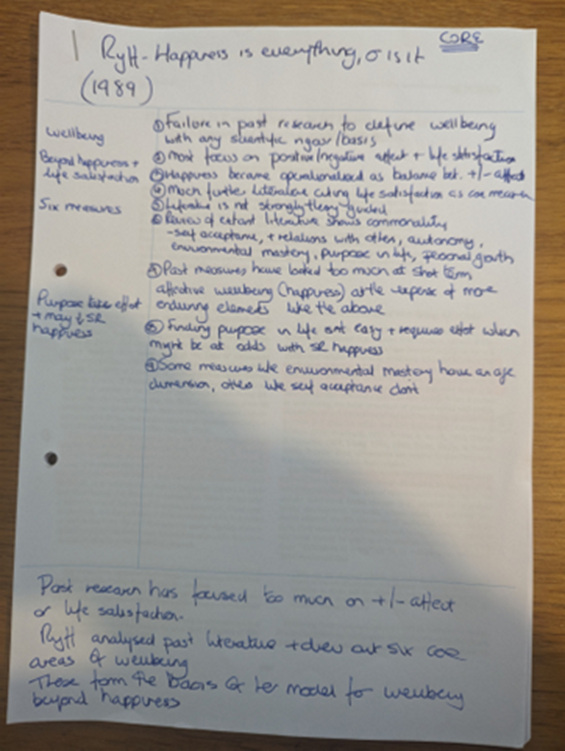 1 Ryff - Happiness is everything, or is it
CORE
(1989)
Wellbeing
Beyond happiness +
life satisfaction
Six measures
Purpose takes effort
+ may ↓ SR
happiness
① Failure in past research to define wellbeing
with any scientific rigour/basis
② Most focus on positive/negative affect + life satisfaction
③ Happiness became operationalised as balance bet. +/- affect
④ Much further literature citing life satisfaction as core measure
⑤ Literature is not strongly theory-guided
⑥ Review of extant literature shows commonality
- self acceptance, + relations with others, autonomy,
environmental mastery, purpose in life, personal growth
⑦ Past measures have looked too much at short term
affective wellbeing (happiness) at the expense of more
enduring elements like the above
⑧ Finding purpose in life isnt easy + requires effort which
might be at odds with SR happiness
⑨ Some measures like environmental mastery have an age
dimension, others like self acceptance don't
Past research has focused too much on +/- affect
or life satisfaction.
Ryff analysed past literature + drew out six core
areas of wellbeing
These form the basis of her model for wellbeing
beyond happiness